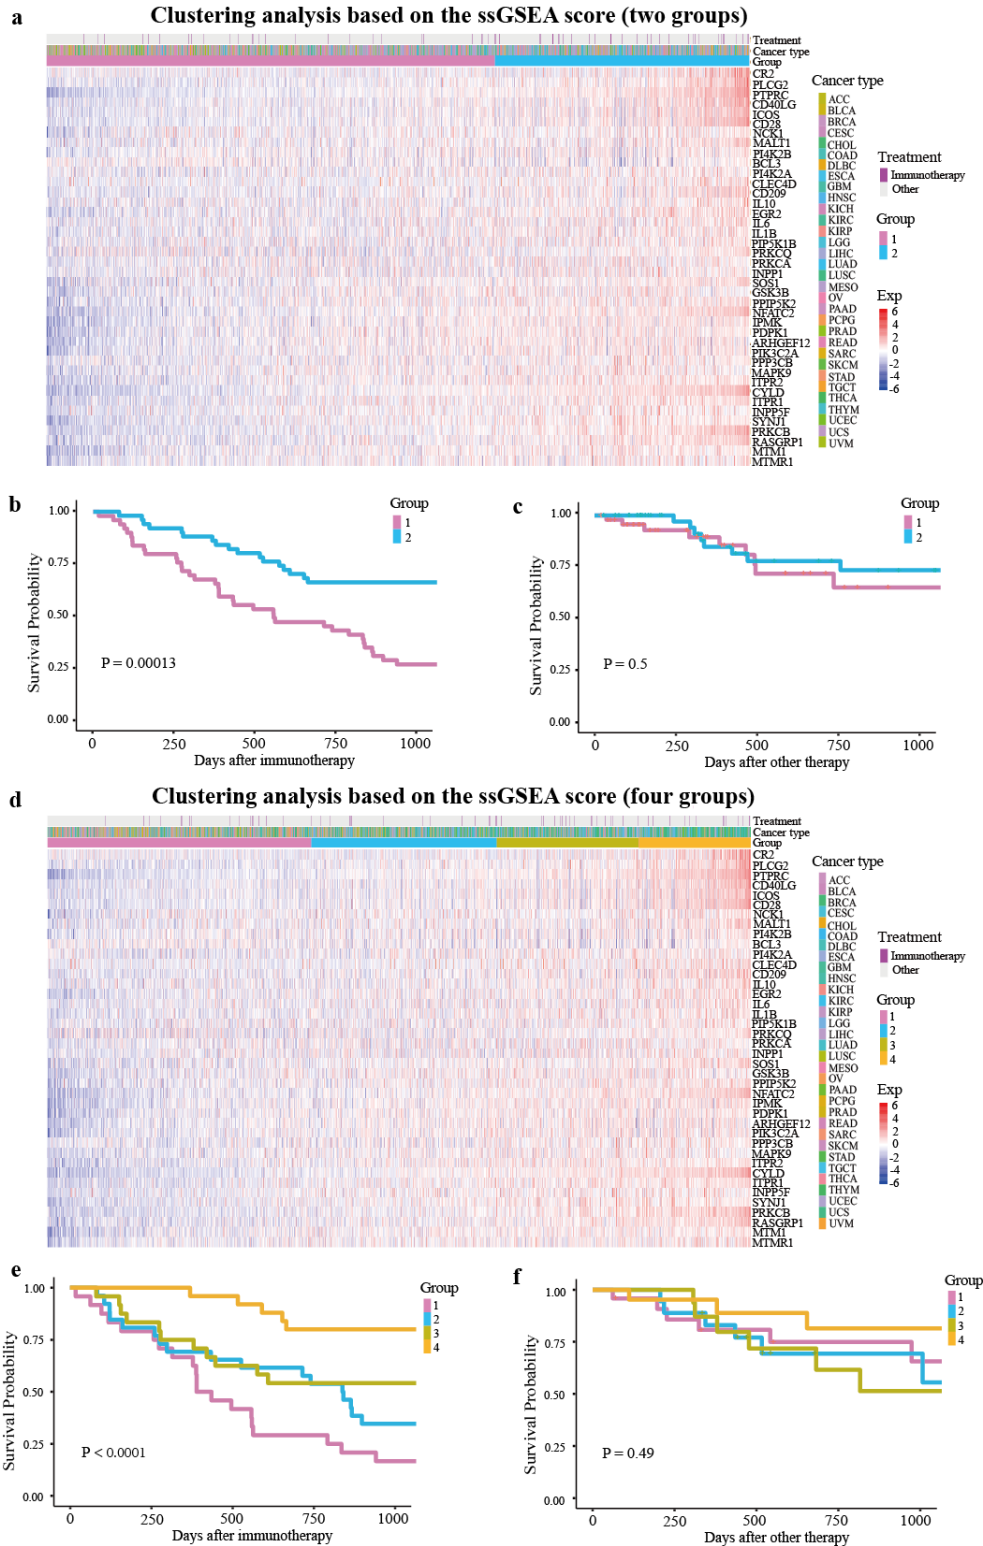 a
Clustering analysis based on the ssGSEA score (two groups)
Treatment
Cancer type
Group
CR2
PLCG2
PTPRC
CD40LG
ICOS
CD28
NCK1
MALT1
PI4K2B
BCL3
PI4K2A
CLEC4D
CD209
IL10
EGR2
IL6
IL1B
PIP5K1B
PRKCQ
PRKCA
INPP1
SOS1
GSK3B
PPIP5K2
NFATC2
IPMK
PDPK1
ARHGEF12
PIK3C2A
PPP3CB
MAPK9
ITPR2
CYLD
ITPR1
INPP5F
SYNJ1
PRKCB
RASGRP1
MTM1
MTMR1
Cancer type
ACC
BLCA
BRCA
CESC
CHOL
COAD
DLBC
ESCA
GBM
HNSC
KICH
KIRC
KIRP
LGG
LIHC
LUAD
LUSC
MESO
OV
PAAD
PCPG
PRAD
READ
SARC
SKCM
STAD
TGCT
THCA
THYM
UCEC
UCS
UVM
Treatment
Immunotherapy
Other
Group
1
2
Exp
6
4
2
0
-2
-4
-6
b
Survival Probability
1.00
0.75
0.50
0.25
0.00
Group
1
2
P = 0.00013
0 250 500 750 1000
Days after immunotherapy
c
Survival Probability
1.00
0.75
0.50
0.25
0.00
Group
1
2
P = 0.5
0 250 500 750 1000
Days after other therapy
d
Clustering analysis based on the ssGSEA score (four groups)
Treatment
Cancer type
Group
CR2
PLCG2
PTPRC
CD40LG
ICOS
CD28
NCK1
MALT1
PI4K2B
BCL3
PI4K2A
CLEC4D
CD209
IL10
EGR2
IL6
IL1B
PIP5K1B
PRKCQ
PRKCA
INPP1
SOS1
GSK3B
PPIP5K2
NFATC2
IPMK
PDPK1
ARHGEF12
PIK3C2A
PPP3CB
MAPK9
ITPR2
CYLD
ITPR1
INPP5F
SYNJ1
PRKCB
RASGRP1
MTM1
MTMR1
Cancer type
ACC
BLCA
BRCA
CESC
CHOL
COAD
DLBC
ESCA
GBM
HNSC
KICH
KIRC
KIRP
LGG
LIHC
LUAD
LUSC
MESO
OV
PAAD
PCPG
PRAD
READ
SARC
SKCM
STAD
TGCT
THCA
THYM
UCEC
UCS
UVM
Treatment
Immunotherapy
Other
Group
1
2
3
4
Exp
6
4
2
0
-2
-4
-6
e
Survival Probability
1.00
0.75
0.50
0.25
0.00
Group
1
2
3
4
P < 0.0001
0 250 500 750 1000
Days after immunotherapy
f
Survival Probability
1.00
0.75
0.50
0.25
0.00
Group
1
2
3
4
P = 0.49
0 250 500 750 1000
Days after other therapy